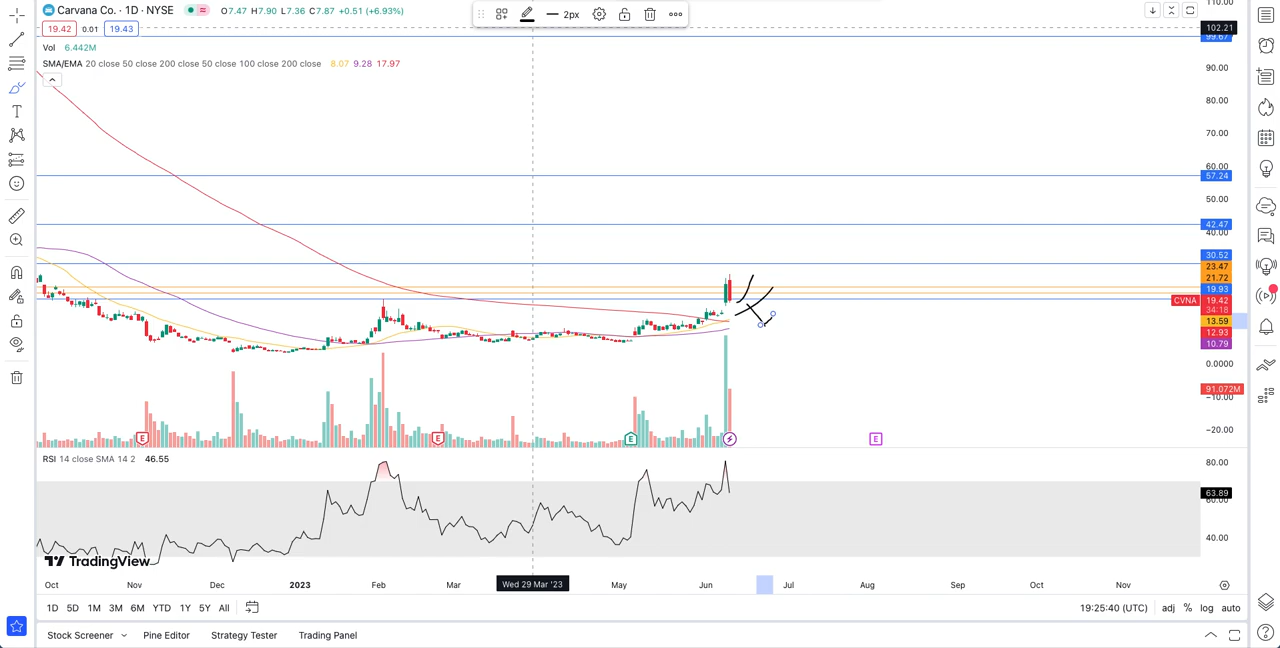 Carvana Co. · 1D · NYSE O7.47 H7.90 L7.36 C7.87 +0.51 (+6.93%)
19.42 0.01 19.43
Vol 6.442M
SMA/EMA 20 close 50 close 200 close 50 close 100 close 200 close 8.07 9.28 17.97
2px
110.00
102.21
99.67
90.00
80.00
70.00
60.00
57.24
50.00
42.47
40.00
30.52
23.47
21.72
19.93
CVNA 19.42
34:18
13.59
12.93
10.79
0.0000
91.072M
−10.00
−20.00
E E E E
RSI 14 close SMA 14 2 46.55
80.00
63.89
60.00
40.00
TradingView
Oct Nov Dec 2023 Feb Mar Wed 29 Mar '23 May Jun Jul Aug Sep Oct Nov
1D 5D 1M 3M 6M YTD 1Y 5Y All 19:25:40 (UTC) adj % log auto
Stock Screener Pine Editor Strategy Tester Trading Panel